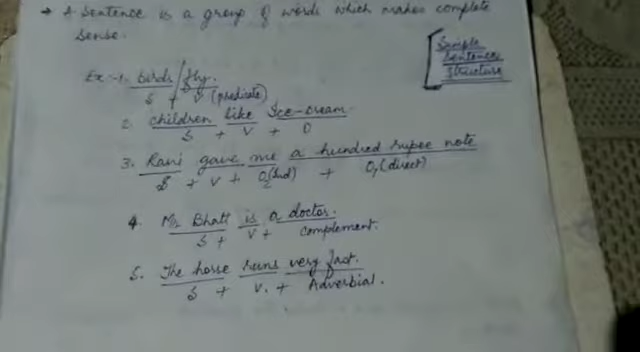 → A Sentence is a group of words which makes complete
sense.
Simple
Sentence
Structure
Ex:-1. birds/fly.
S + V (predicate)
2. children like Ice-cream.
S + V + O
3. Ravi gave me a hundred rupee note
S + V + O2(Ind) + O1(direct)
4. Mr Bhatt is a doctor.
S + V + complement.
5. The horse runs very fast.
S + V. + Adverbial.